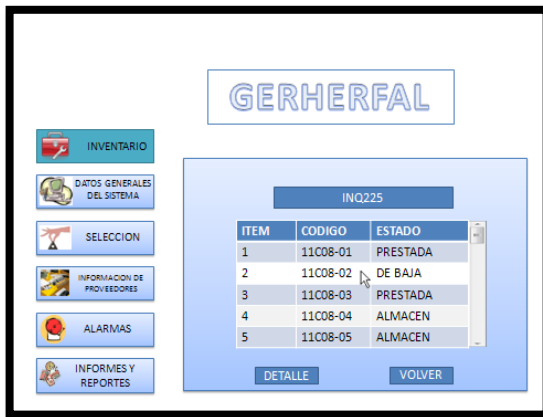 GERHERFAL
INVENTARIO
DATOS GENERALES
DEL SISTEMA
SELECCION
INFORMACION DE
PROVEEDORES
ALARMAS
INFORMES Y
REPORTES
INQ225
ITEM CODIGO ESTADO
1 11C08-01 PRESTADA
2 11C08-02 DE BAJA
3 11C08-03 PRESTADA
4 11C08-04 ALMACEN
5 11C08-05 ALMACEN
DETALLE VOLVER